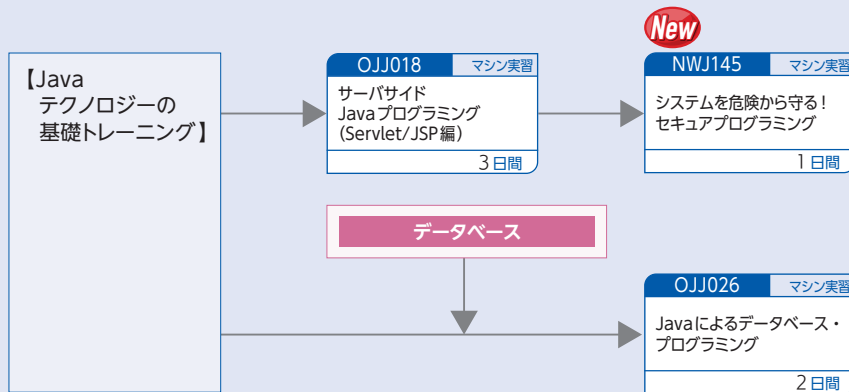 New
【Java
テクノロジーの
基礎トレーニング】
OJJ018 マシン実習
サーバサイド
Javaプログラミング
(Servlet/JSP編)
3日間
NWJ145 マシン実習
システムを危険から守る！
セキュアプログラミング
1日間
データベース
OJJ026 マシン実習
Javaによるデータベース・
プログラミング
2日間